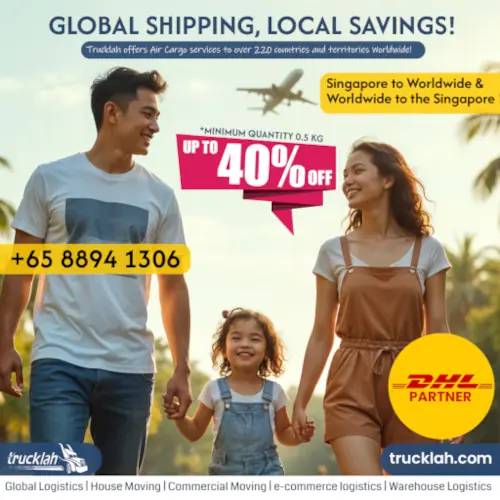 GLOBAL SHIPPING, LOCAL SAVINGS!
Trucklah offers Air Cargo services to over 220 countries and territories Worldwide!
Singapore to Worldwide &
Worldwide to the Singapore
*MINIMUM QUANTITY 0.5 KG
UP TO
40% OFF
+65 8894 1306
DHL
PARTNER
trucklah
trucklah.com
Global Logistics | House Moving | Commercial Moving | e-commerce logistics | Warehouse Logistics